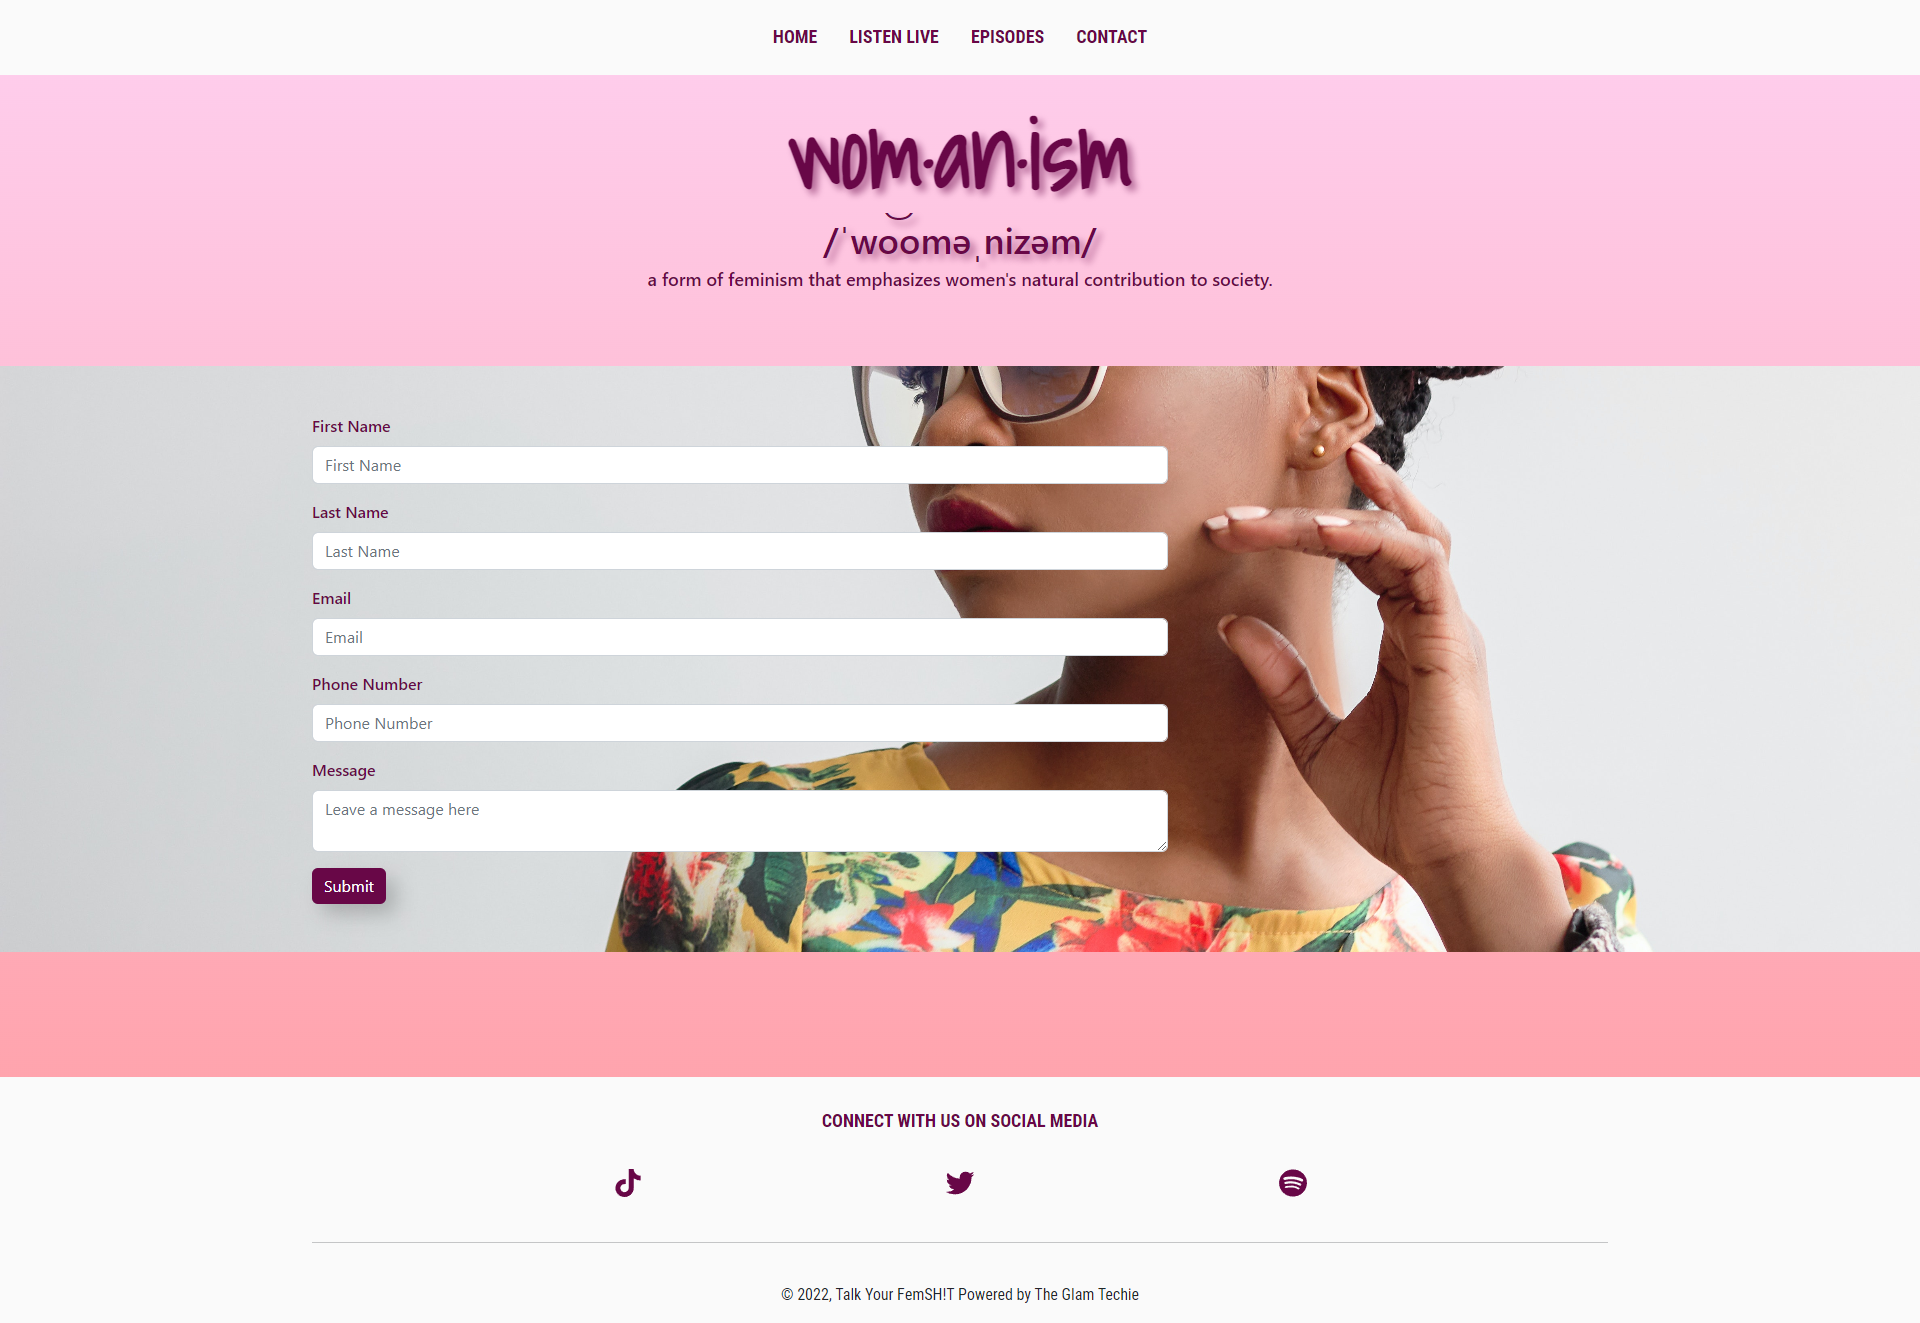 HOME LISTEN LIVE EPISODES CONTACT
wom·an·ism
/ˈwo͝oməˌnizəm/
a form of feminism that emphasizes women's natural contribution to society.
First Name
First Name
Last Name
Last Name
Email
Email
Phone Number
Phone Number
Message
Leave a message here
Submit
CONNECT WITH US ON SOCIAL MEDIA
© 2022, Talk Your FemSH!T Powered by The Glam Techie